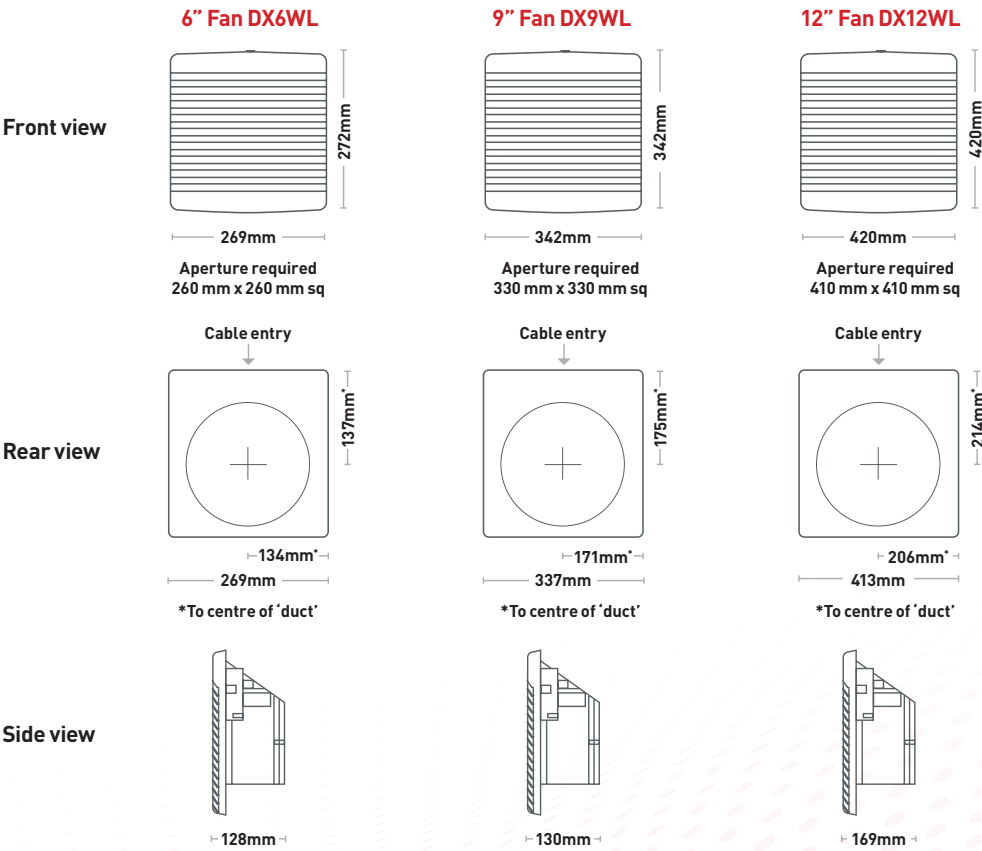 6” Fan DX6WL
9” Fan DX9WL
12” Fan DX12WL
Front view
272mm
342mm
420mm
269mm
342mm
420mm
Aperture required
260 mm x 260 mm sq
Aperture required
330 mm x 330 mm sq
Aperture required
410 mm x 410 mm sq
Cable entry
Cable entry
Cable entry
Rear view
137mm*
175mm*
214mm*
134mm*
171mm*
206mm*
269mm
337mm
413mm
*To centre of ‘duct’
*To centre of ‘duct’
*To centre of ‘duct’
Side view
128mm
130mm
169mm